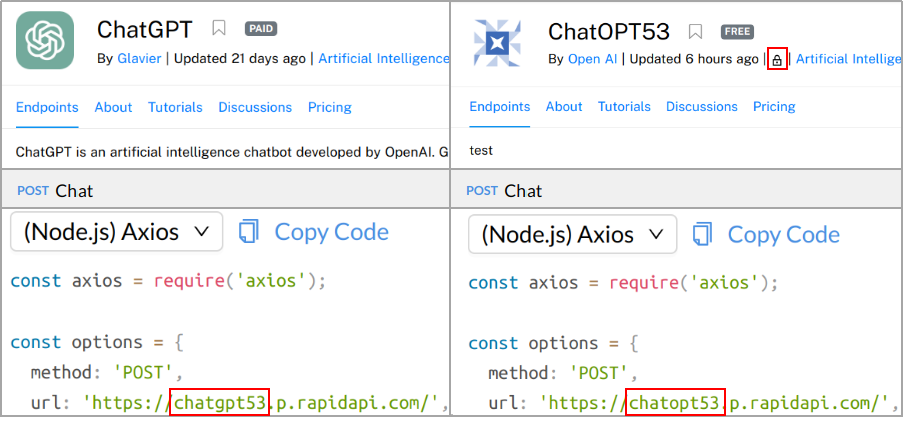 ChatGPT PAID
By Glavier | Updated 21 days ago | Artificial Intelligence
Endpoints About Tutorials Discussions Pricing
ChatGPT is an artificial intelligence chatbot developed by OpenAI. G
POST Chat
(Node.js) Axios Copy Code
const axios = require('axios');
const options = {
method: 'POST',
url: 'https://chatgpt53.p.rapidapi.com/',
ChatOPT53 FREE
By Open AI | Updated 6 hours ago | | Artificial Intellige
Endpoints About Tutorials Discussions Pricing
test
POST Chat
(Node.js) Axios Copy Code
const axios = require('axios');
const options = {
method: 'POST',
url: 'https://chatopt53.p.rapidapi.com/',